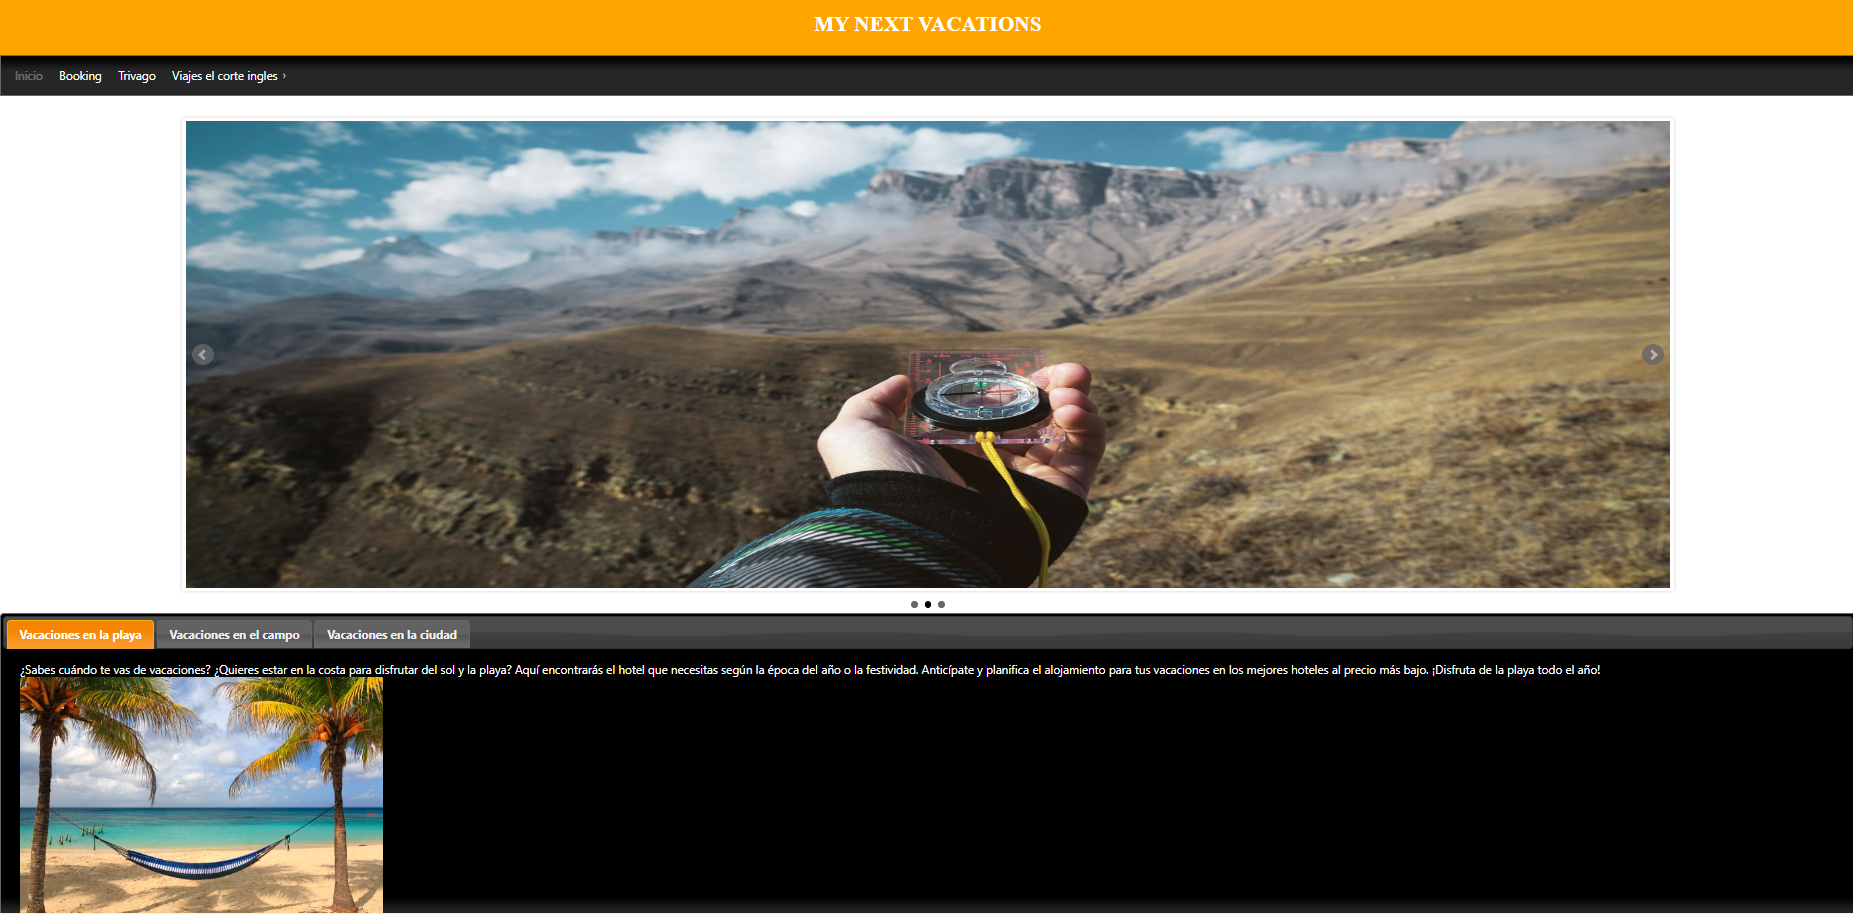 MY NEXT VACATIONS
Inicio Booking Trivago Viajes el corte ingles ›
Vacaciones en la playa Vacaciones en el campo Vacaciones en la ciudad
¿Sabes cuándo te vas de vacaciones? ¿Quieres estar en la costa para disfrutar del sol y la playa? Aquí encontrarás el hotel que necesitas según la época del año o la festividad. Anticípate y planifica el alojamiento para tus vacaciones en los mejores hoteles al precio más bajo. ¡Disfruta de la playa todo el año!